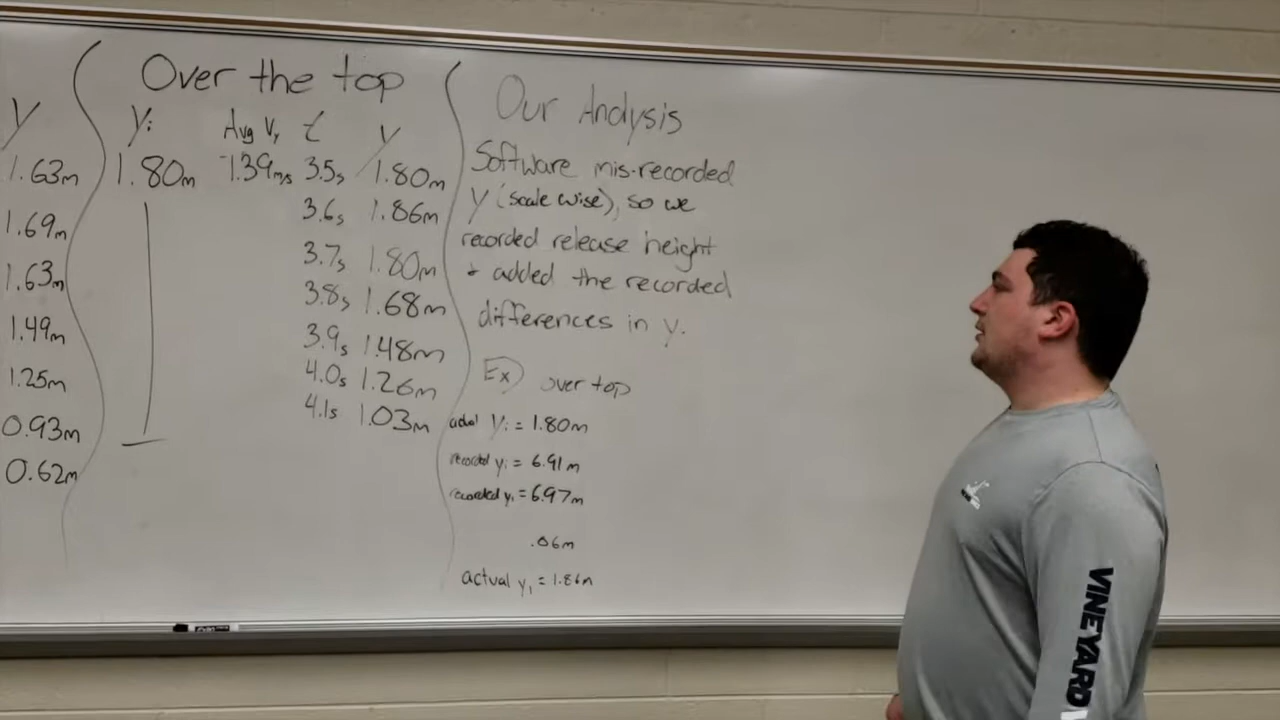 y
1.63m
1.69m
1.63m
1.49m
1.25m
0.93m
0.62m
Over the top
yi Avg Vy t y
1.80m -1.39m/s 3.5s 1.80m
3.6s 1.86m
3.7s 1.80m
3.8s 1.68m
3.9s 1.48m
4.0s 1.26m
4.1s 1.03m
Our Analysis
Software mis-recorded
y (scale wise), so we
recorded release height
+ added the recorded
differences in y.
Ex) over top
actual yi = 1.80m
recorded yi = 6.91m
recorded y1 = 6.97m
.06m
actual y1 = 1.86m
VINEYARD